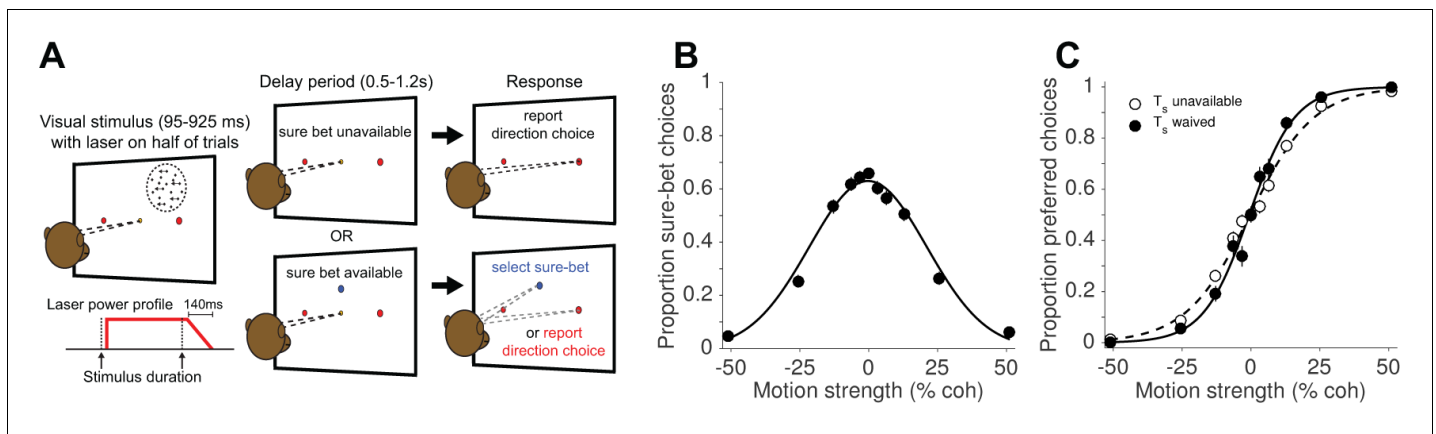 A
Visual stimulus (95-925 ms)
with laser on half of trials
Laser power profile
140ms
Stimulus duration
Delay period (0.5-1.2s)
sure bet unavailable
OR
sure bet available
Response
report
direction choice
select sure-bet
or report
direction choice
B
Proportion sure-bet choices
1
0.8
0.6
0.4
0.2
0
-50
-25
0
25
50
Motion strength (% coh)
C
Proportion preferred choices
Ts unavailable
Ts waived
1
0.8
0.6
0.4
0.2
0
-50
-25
0
25
50
Motion strength (% coh)